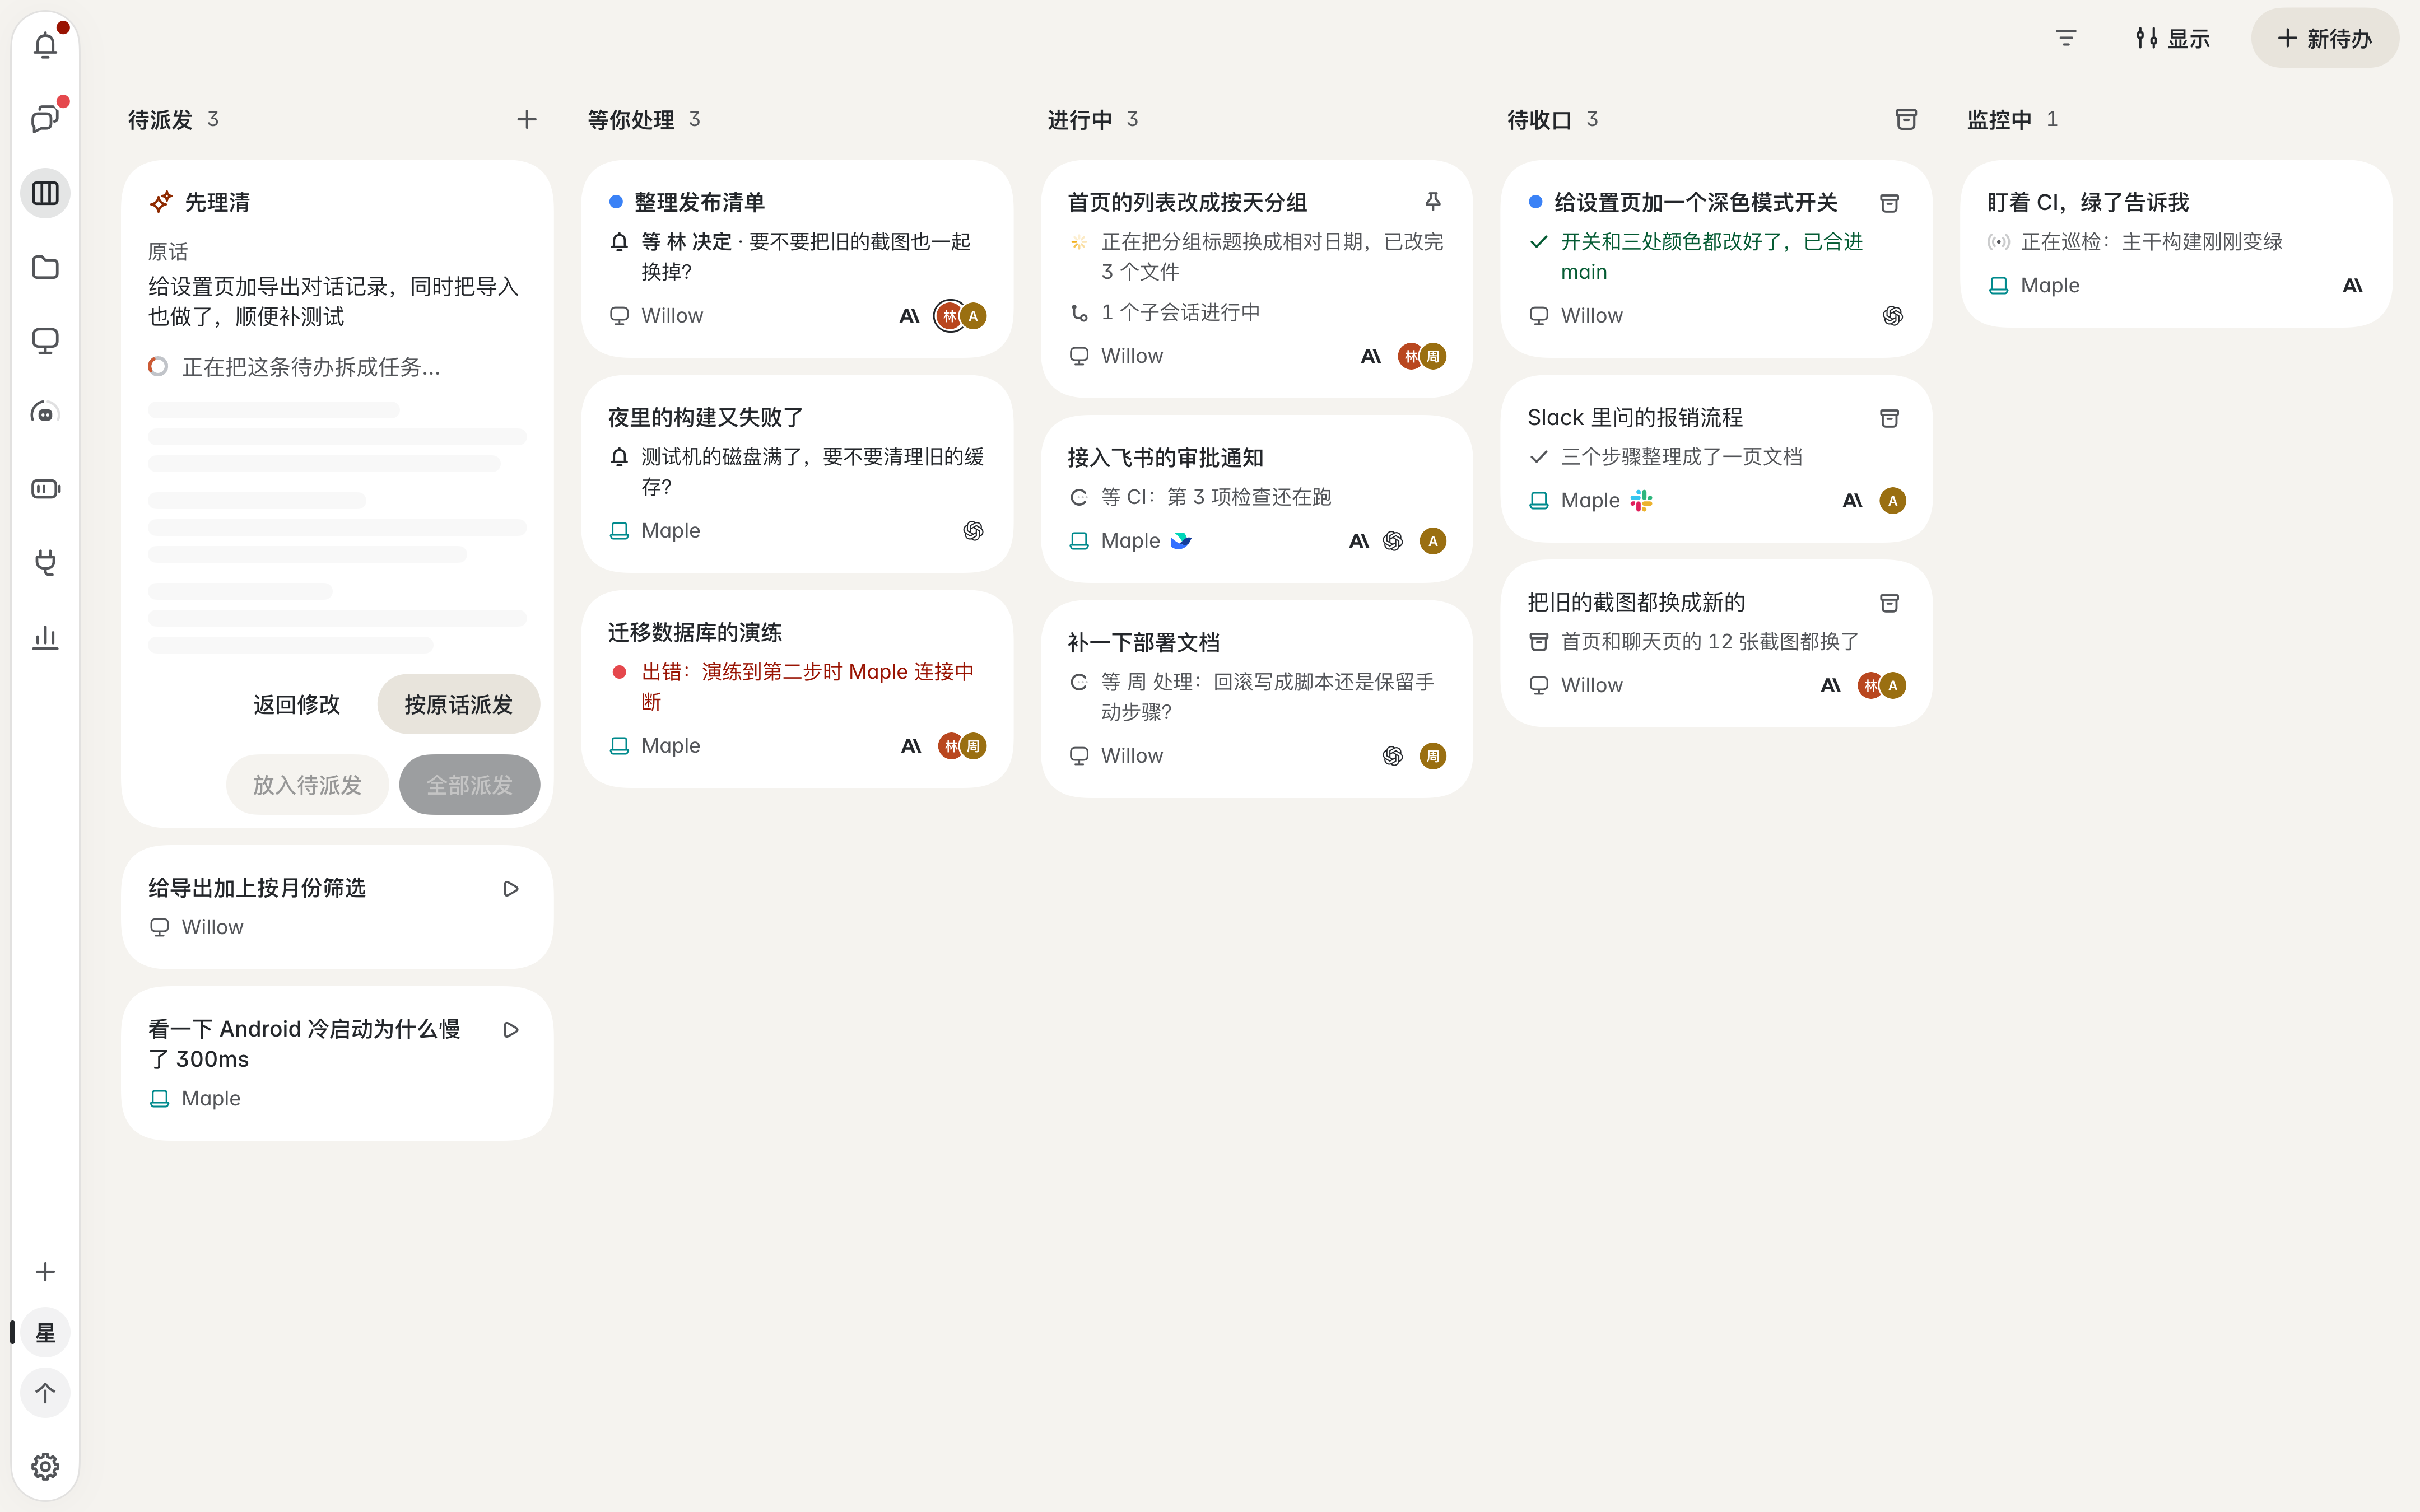 显示
新待办
待派发 3
先理清
原话
给设置页加导出对话记录，同时把导入
也做了，顺便补测试
正在把这条待办拆成任务...
返回修改
按原话派发
放入待派发
全部派发
给导出加上按月份筛选
Willow
看一下 Android 冷启动为什么慢
了 300ms
Maple
等你处理 3
整理发布清单
等 林 决定 · 要不要把旧的截图也一起
换掉？
Willow
林
A
夜里的构建又失败了
测试机的磁盘满了，要不要清理旧的缓
存？
Maple
迁移数据库的演练
出错：演练到第二步时 Maple 连接中
断
Maple
林
周
进行中 3
首页的列表改成按天分组
正在把分组标题换成相对日期，已改完
3 个文件
1 个子会话进行中
Willow
林
周
接入飞书的审批通知
等 CI：第 3 项检查还在跑
Maple
A
补一下部署文档
等 周 处理：回滚写成脚本还是保留手
动步骤？
Willow
周
待收口 3
给设置页加一个深色模式开关
开关和三处颜色都改好了，已合进
main
Willow
Slack 里问的报销流程
三个步骤整理成了一页文档
Maple
A
把旧的截图都换成新的
首页和聊天页的 12 张截图都换了
Willow
林
A
监控中 1
盯着 CI，绿了告诉我
正在巡检：主干构建刚刚变绿
Maple
星
个